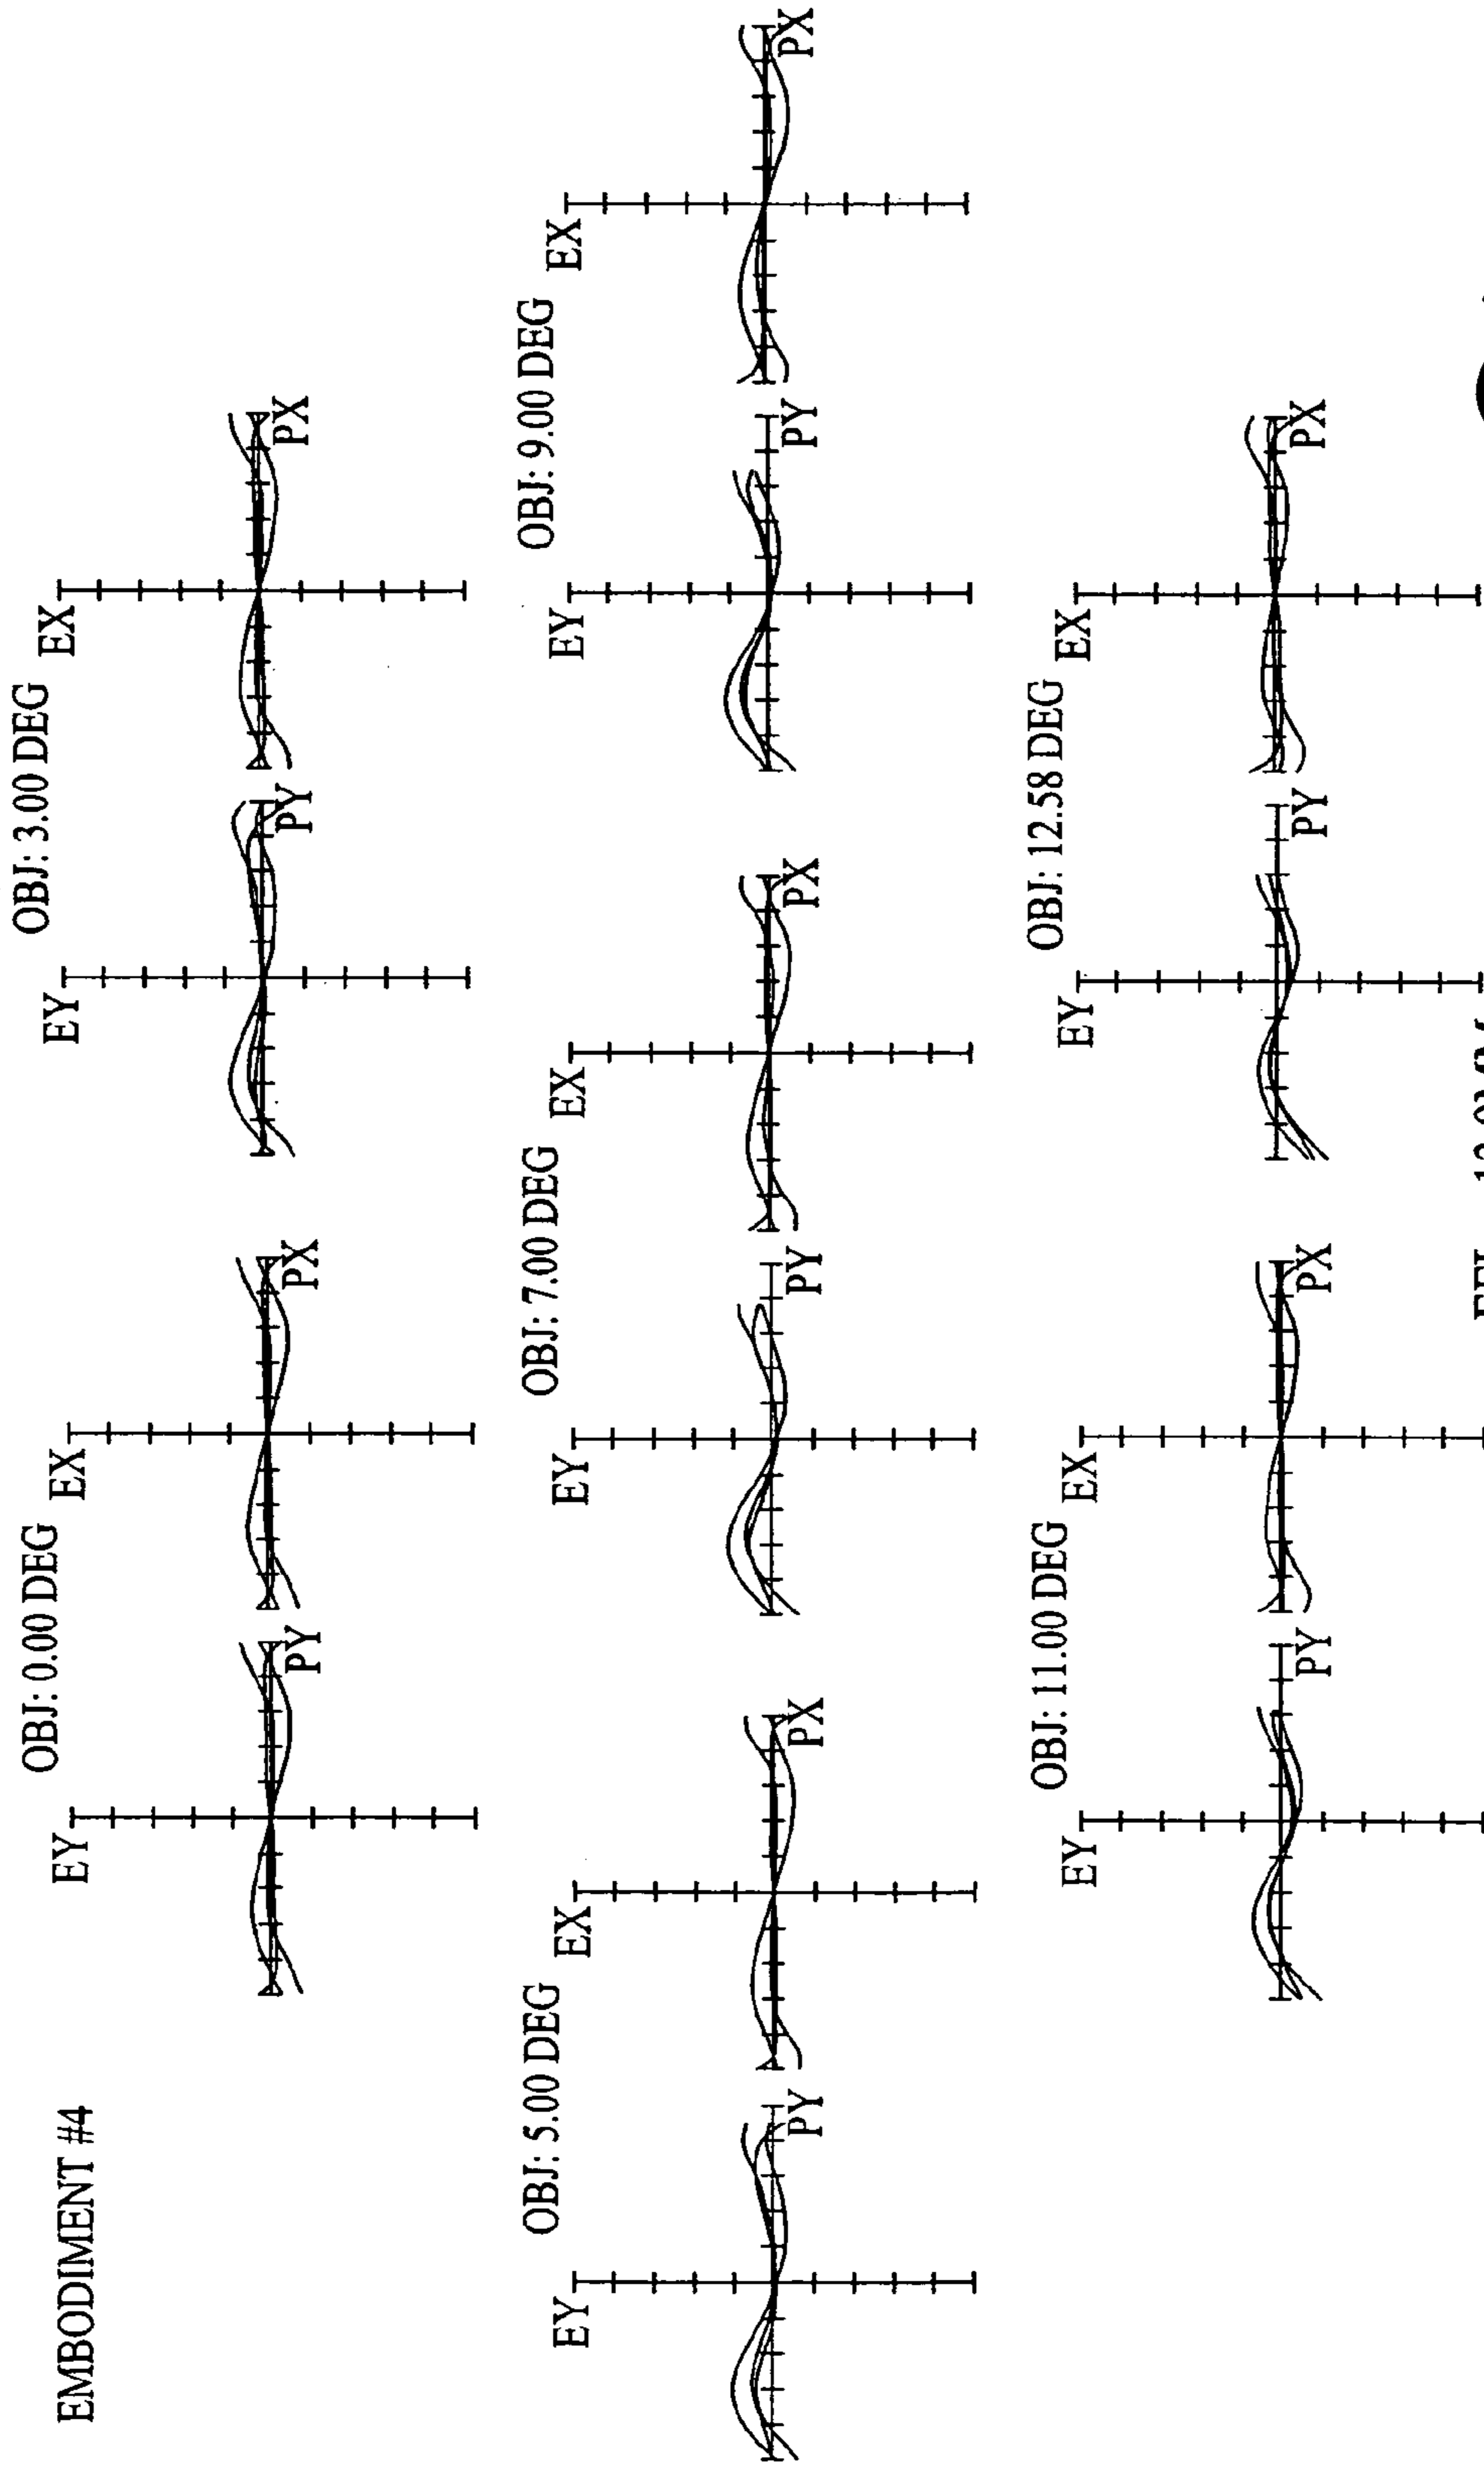 EMBODIMENT #4
OBJ: 0.00 DEG
EY
PY
EX
PX
OBJ: 3.00 DEG
EY
PY
EX
PX
OBJ: 5.00 DEG
EY
PY
EX
PX
OBJ: 7.00 DEG
EY
PY
EX
PX
OBJ: 9.00 DEG
EY
PY
EX
PX
OBJ: 11.00 DEG
EY
PY
EX
PX
OBJ: 12.58 DEG
EY
PY
EX
PX